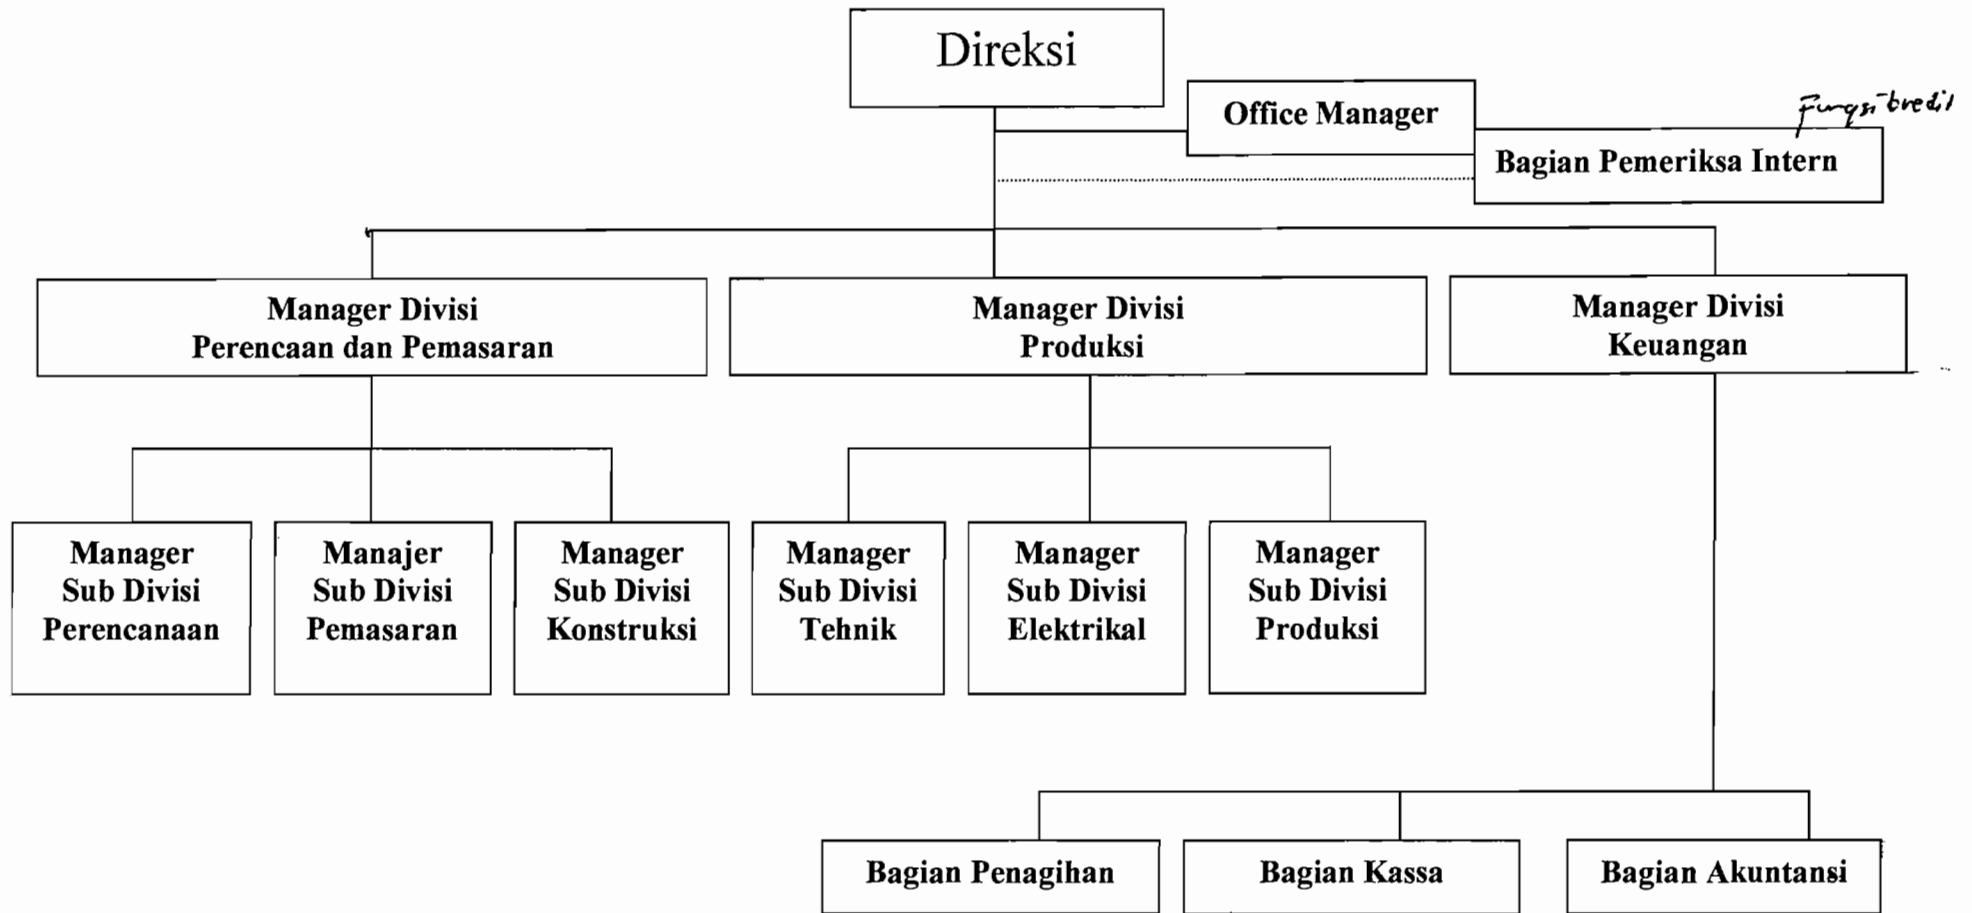 Direksi
Office Manager
Fungsi kredit
Bagian Pemeriksa Intern
Manager Divisi
Perencaan dan Pemasaran
Manager Divisi
Produksi
Manager Divisi
Keuangan
Manager
Sub Divisi
Perencanaan
Manajer
Sub Divisi
Pemasaran
Manager
Sub Divisi
Konstruksi
Manager
Sub Divisi
Tehnik
Manager
Sub Divisi
Elektrikal
Manager
Sub Divisi
Produksi
Bagian Penagihan
Bagian Kassa
Bagian Akuntansi